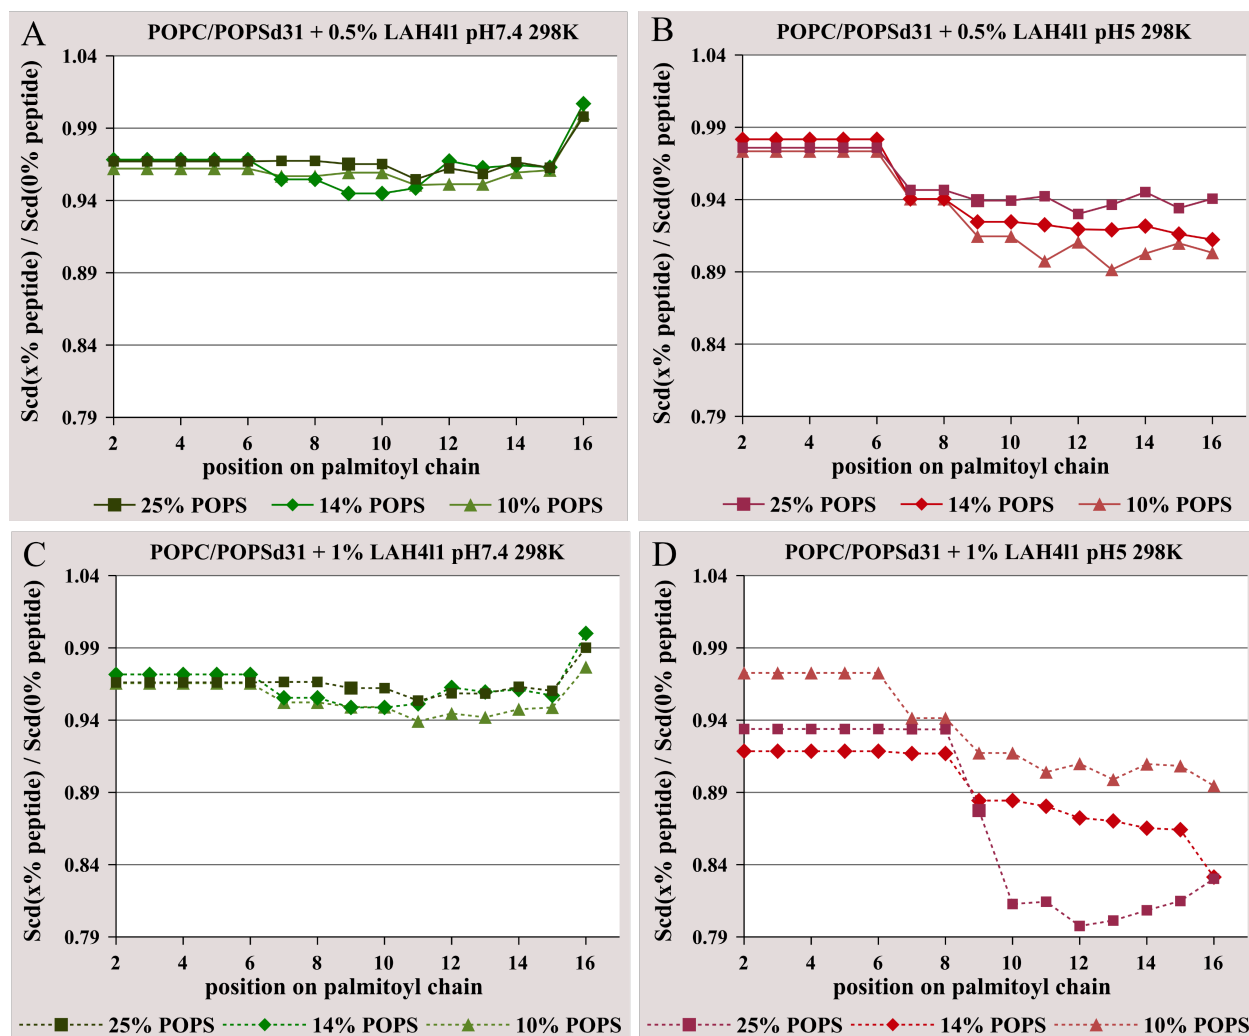 A
POPC/POPSd31 + 0.5% LAH4l1 pH7.4 298K
Scd(x% peptide) / Scd(0% peptide)
1.04
0.99
0.94
0.89
0.84
0.79
2 4 6 8 10 12 14 16
position on palmitoyl chain
25% POPS 14% POPS 10% POPS
B
POPC/POPSd31 + 0.5% LAH4l1 pH5 298K
Scd(x% peptide) / Scd(0% peptide)
1.04
0.99
0.94
0.89
0.84
0.79
2 4 6 8 10 12 14 16
position on palmitoyl chain
25% POPS 14% POPS 10% POPS
C
POPC/POPSd31 + 1% LAH4l1 pH7.4 298K
Scd(x% peptide) / Scd(0% peptide)
1.04
0.99
0.94
0.89
0.84
0.79
2 4 6 8 10 12 14 16
position on palmitoyl chain
25% POPS 14% POPS 10% POPS
D
POPC/POPSd31 + 1% LAH4l1 pH5 298K
Scd(x% peptide) / Scd(0% peptide)
1.04
0.99
0.94
0.89
0.84
0.79
2 4 6 8 10 12 14 16
position on palmitoyl chain
25% POPS 14% POPS 10% POPS